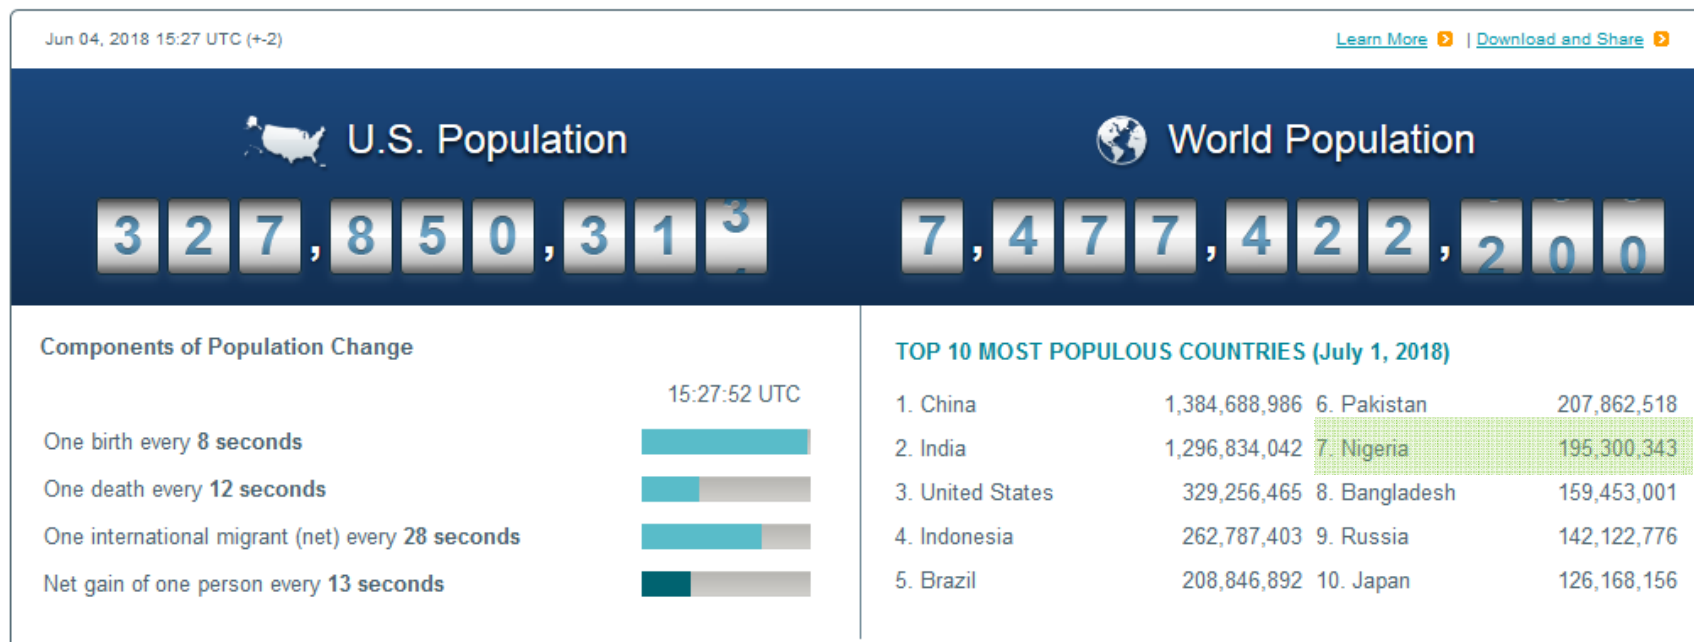 Jun 04, 2018 15:27 UTC (+-2)
Learn More | Download and Share
U.S. Population
World Population
327,850,313
7,477,422,200
Components of Population Change
15:27:52 UTC
One birth every 8 seconds
One death every 12 seconds
One international migrant (net) every 28 seconds
Net gain of one person every 13 seconds
TOP 10 MOST POPULOUS COUNTRIES (July 1, 2018)
1. China 1,384,688,986 6. Pakistan 207,862,518
2. India 1,296,834,042 7. Nigeria 195,300,343
3. United States 329,256,465 8. Bangladesh 159,453,001
4. Indonesia 262,787,403 9. Russia 142,122,776
5. Brazil 208,846,892 10. Japan 126,168,156